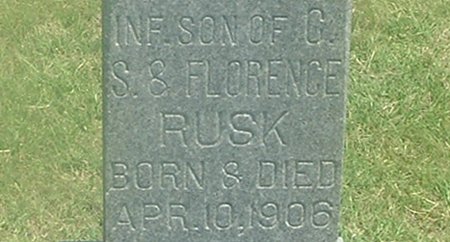 INF. SON OF C.
S. & FLORENCE
RUSK
BORN & DIED
APR. 10, 1906